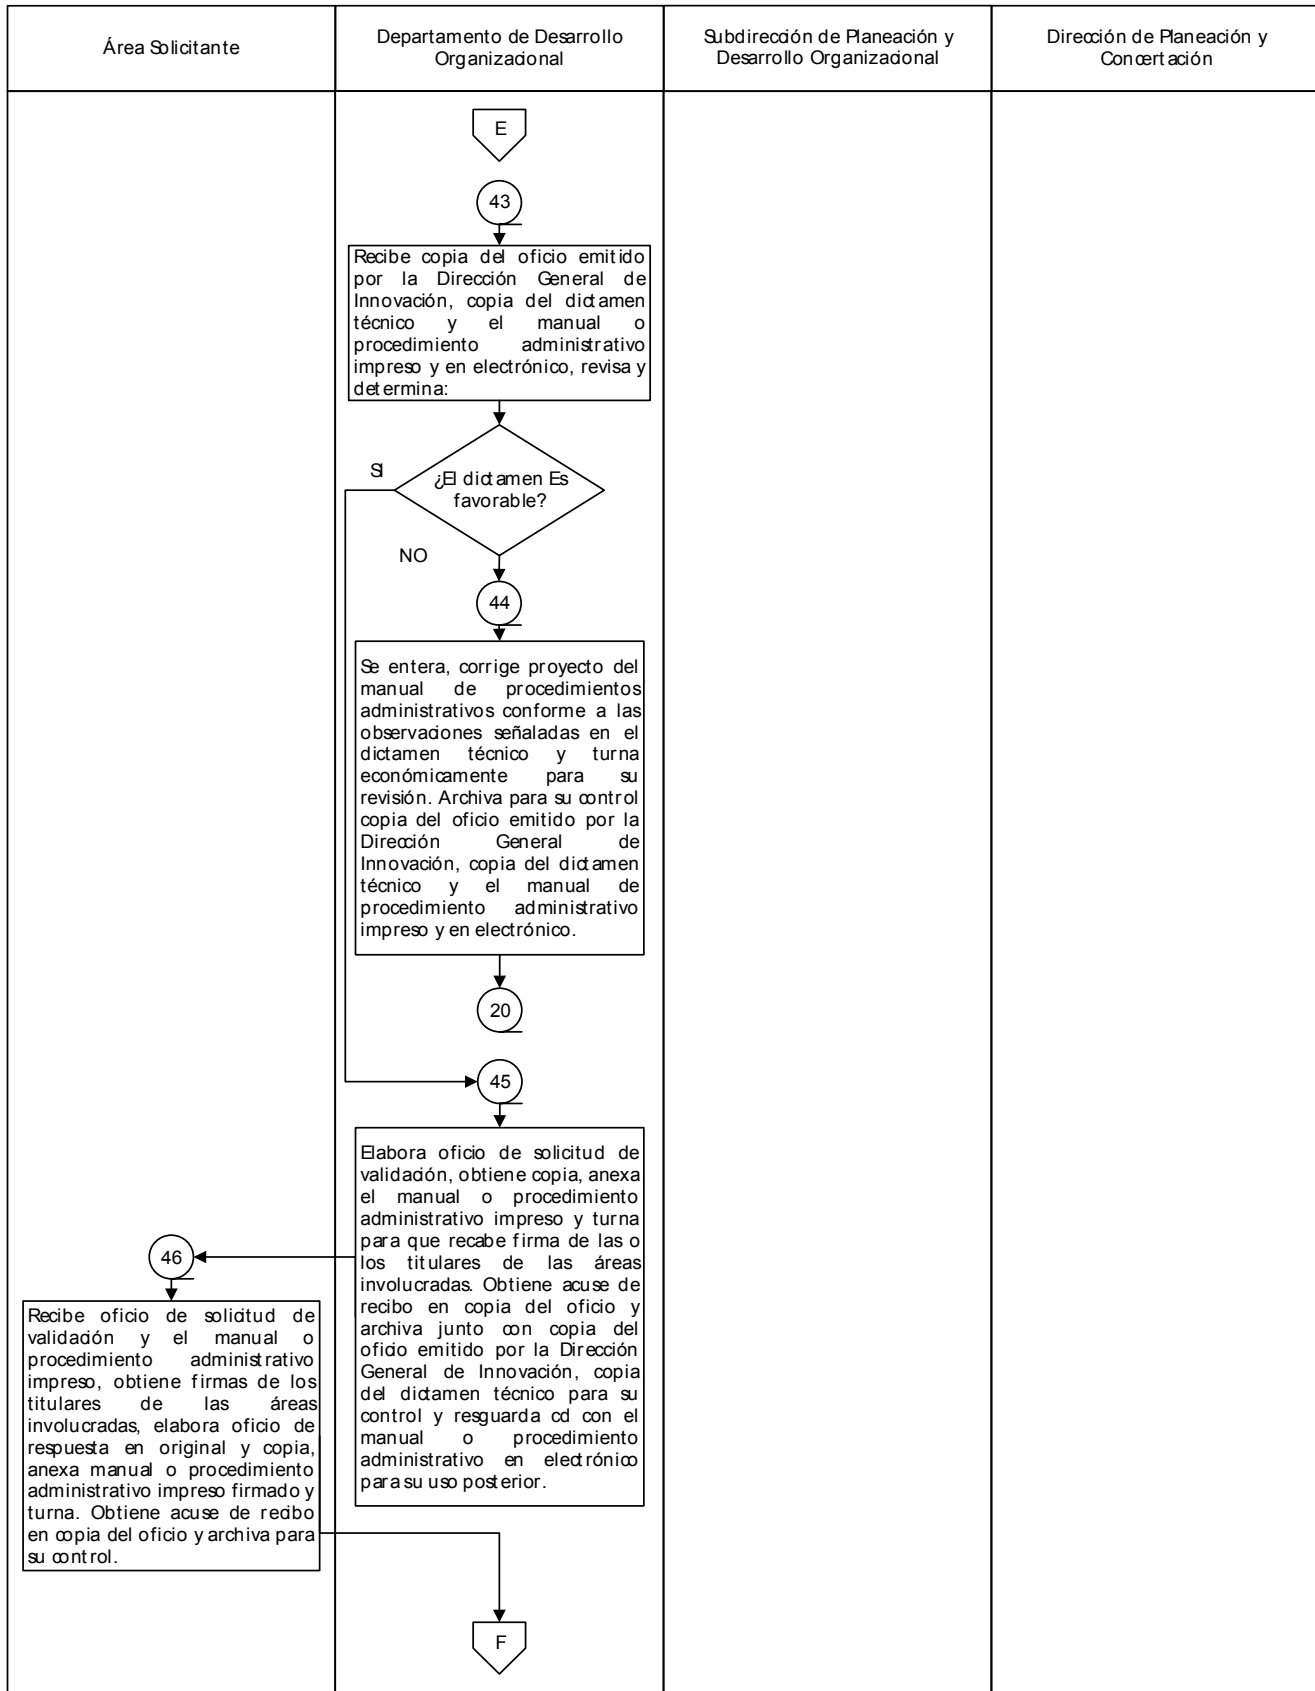 Área Solicitante
Departamento de Desarrollo
Organizacional
Subdirección de Planeación y
Desarrollo Organizacional
Dirección de Planeación y
Concertación
E
43
Recibe copia del oficio emitido
por la Dirección General de
Innovación, copia del dictamen
técnico y el manual o
procedimiento administrativo
impreso y en electrónico, revisa y
determina:
SI
¿El dictamen Es
favorable?
NO
44
Se entera, corrige proyecto del
manual de procedimientos
administrativos conforme a las
observaciones señaladas en el
dictamen técnico y turna
económicamente para su
revisión. Archiva para su control
copia del oficio emitido por la
Dirección General de
Innovación, copia del dictamen
técnico y el manual de
procedimiento administrativo
impreso y en electrónico.
20
45
Elabora oficio de solicitud de
validación, obtiene copia, anexa
el manual o procedimiento
administrativo impreso y turna
para que recabe firma de las o
los titulares de las áreas
involucradas. Obtiene acuse de
recibo en copia del oficio y
archiva junto con copia del
oficio emitido por la Dirección
General de Innovación, copia
del dictamen técnico para su
control y resguarda cd con el
manual o procedimiento
administrativo en electrónico
para su uso posterior.
46
Recibe oficio de solicitud de
validación y el manual o
procedimiento administrativo
impreso, obtiene firmas de los
titulares de las áreas
involucradas, elabora oficio de
respuesta en original y copia,
anexa manual o procedimiento
administrativo impreso firmado y
turna. Obtiene acuse de recibo
en copia del oficio y archiva para
su control.
F